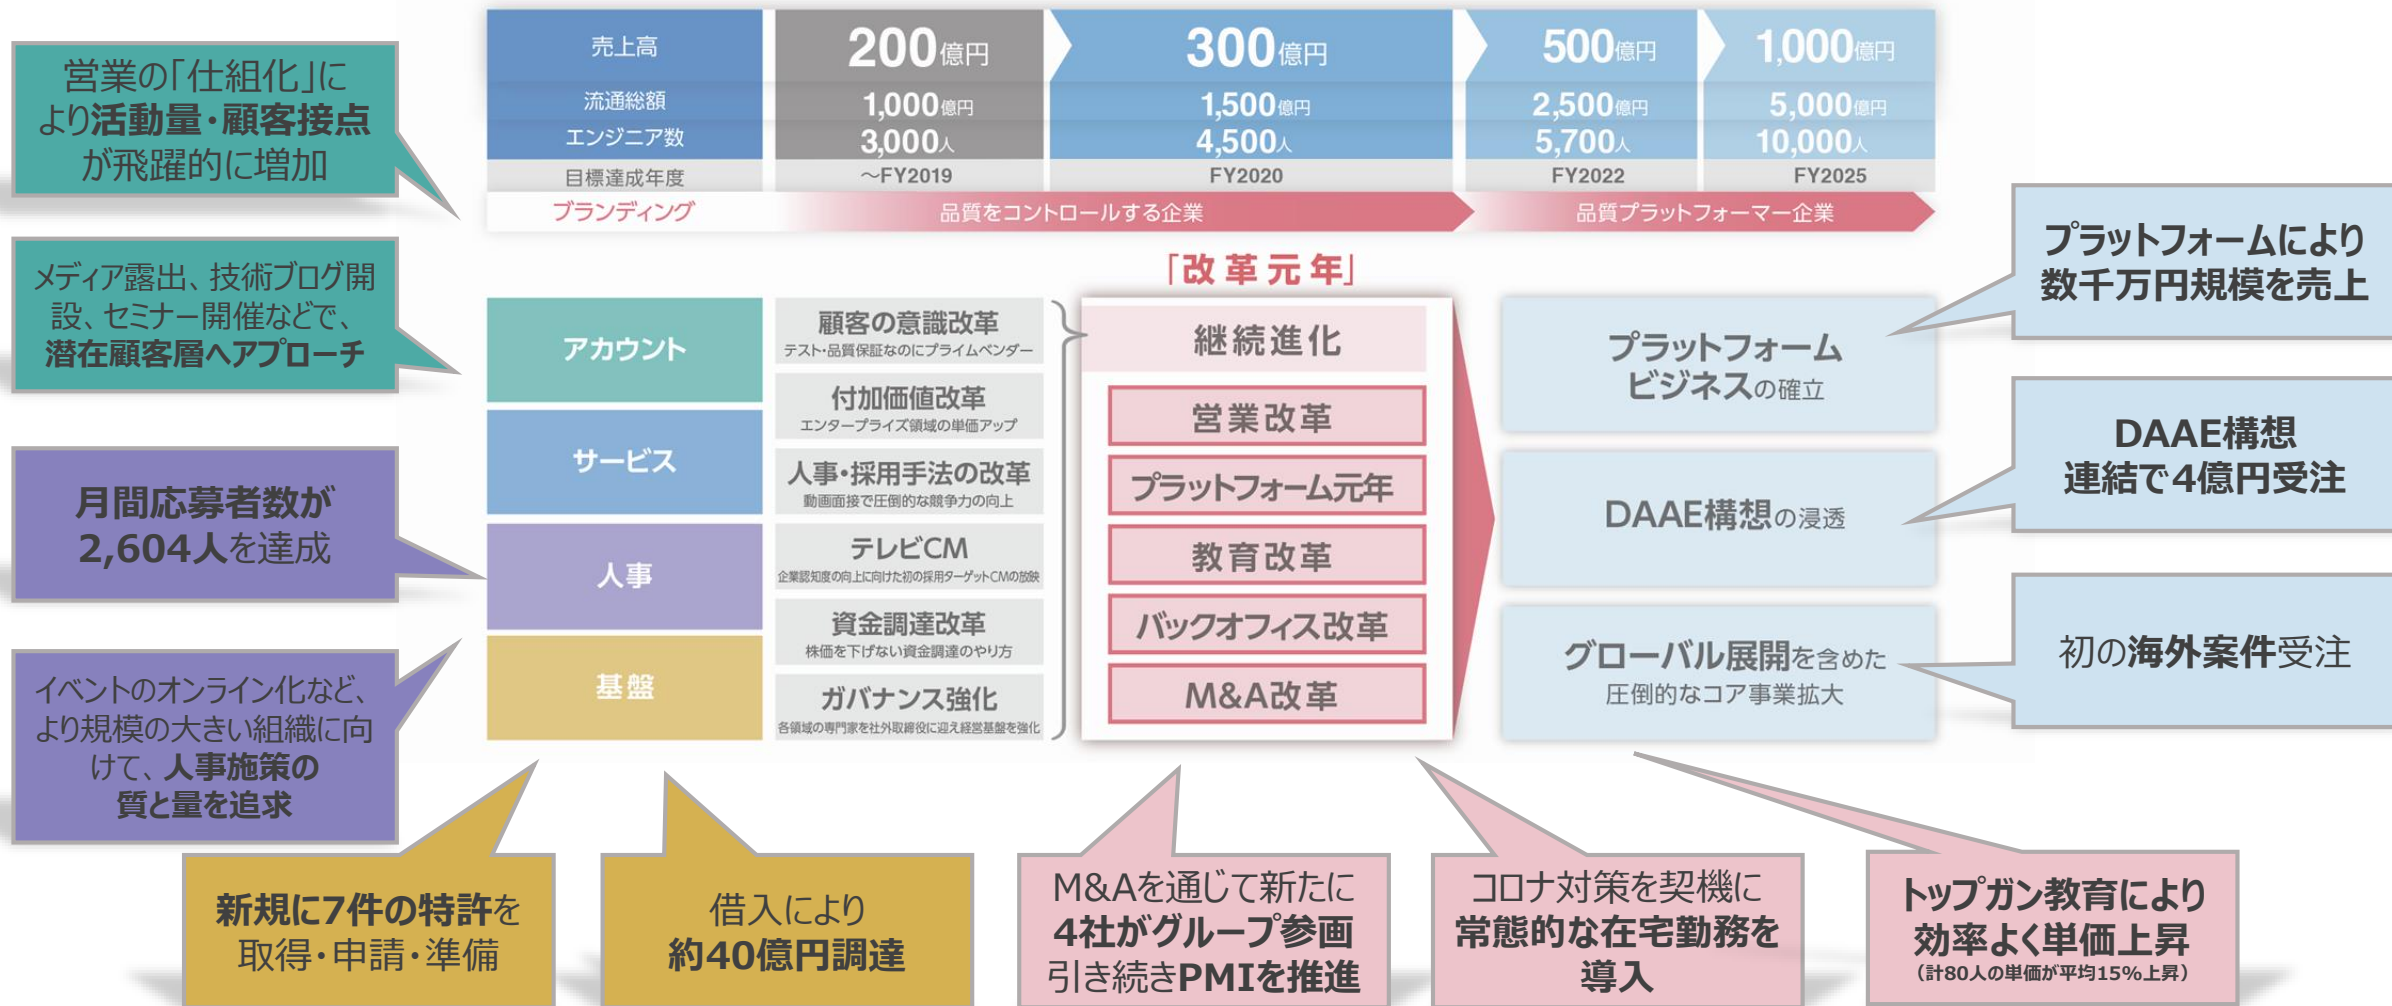 売上高 200億円 300億円 500億円 1,000億円
流通総額 1,000億円 1,500億円 2,500億円 5,000億円
エンジニア数 3,000人 4,500人 5,700人 10,000人
目標達成年度 ～FY2019 FY2020 FY2022 FY2025
ブランディング 品質をコントロールする企業 品質プラットフォーマー企業
営業の「仕組化」に
より活動量・顧客接点
が飛躍的に増加
メディア露出、技術ブログ開
設、セミナー開催などで、
潜在顧客層へアプローチ
月間応募者数が
2,604人を達成
イベントのオンライン化など、
より規模の大きい組織に向
けて、人事施策の
質と量を追求
アカウント
サービス
人事
基盤
顧客の意識改革
テスト・品質保証なのにプライムベンダー
付加価値改革
エンタープライズ領域の単価アップ
人事・採用手法の改革
動画面接で圧倒的な競争力の向上
テレビCM
企業認知度の向上に向けた初の採用ターゲットCMの放映
資金調達改革
株価を下げない資金調達のやり方
ガバナンス強化
各領域の専門家を社外取締役に迎え経営基盤を強化
「改革元年」
継続進化
営業改革
プラットフォーム元年
教育改革
バックオフィス改革
M&A改革
プラットフォーム
ビジネスの確立
DAAE構想の浸透
グローバル展開を含めた
圧倒的なコア事業拡大
プラットフォームにより
数千万円規模を売上
DAAE構想
連結で4億円受注
初の海外案件受注
新規に7件の特許を
取得・申請・準備
借入により
約40億円調達
M&Aを通じて新たに
4社がグループ参画
引き続きPMIを推進
コロナ対策を契機に
常態的な在宅勤務を
導入
トップガン教育により
効率よく単価上昇
（計80人の単価が平均15%上昇）